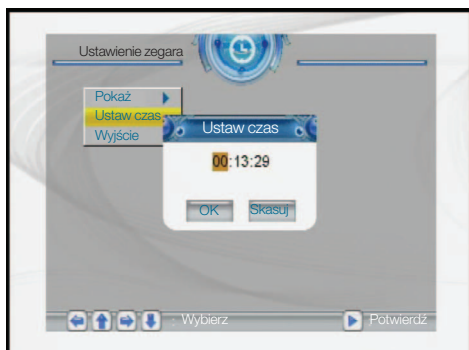 Ustawienie zegara
Pokaż
Ustaw czas
Wyjście
Ustaw czas
00:13:29
OK Skasuj
: Wybierz
Potwierdź